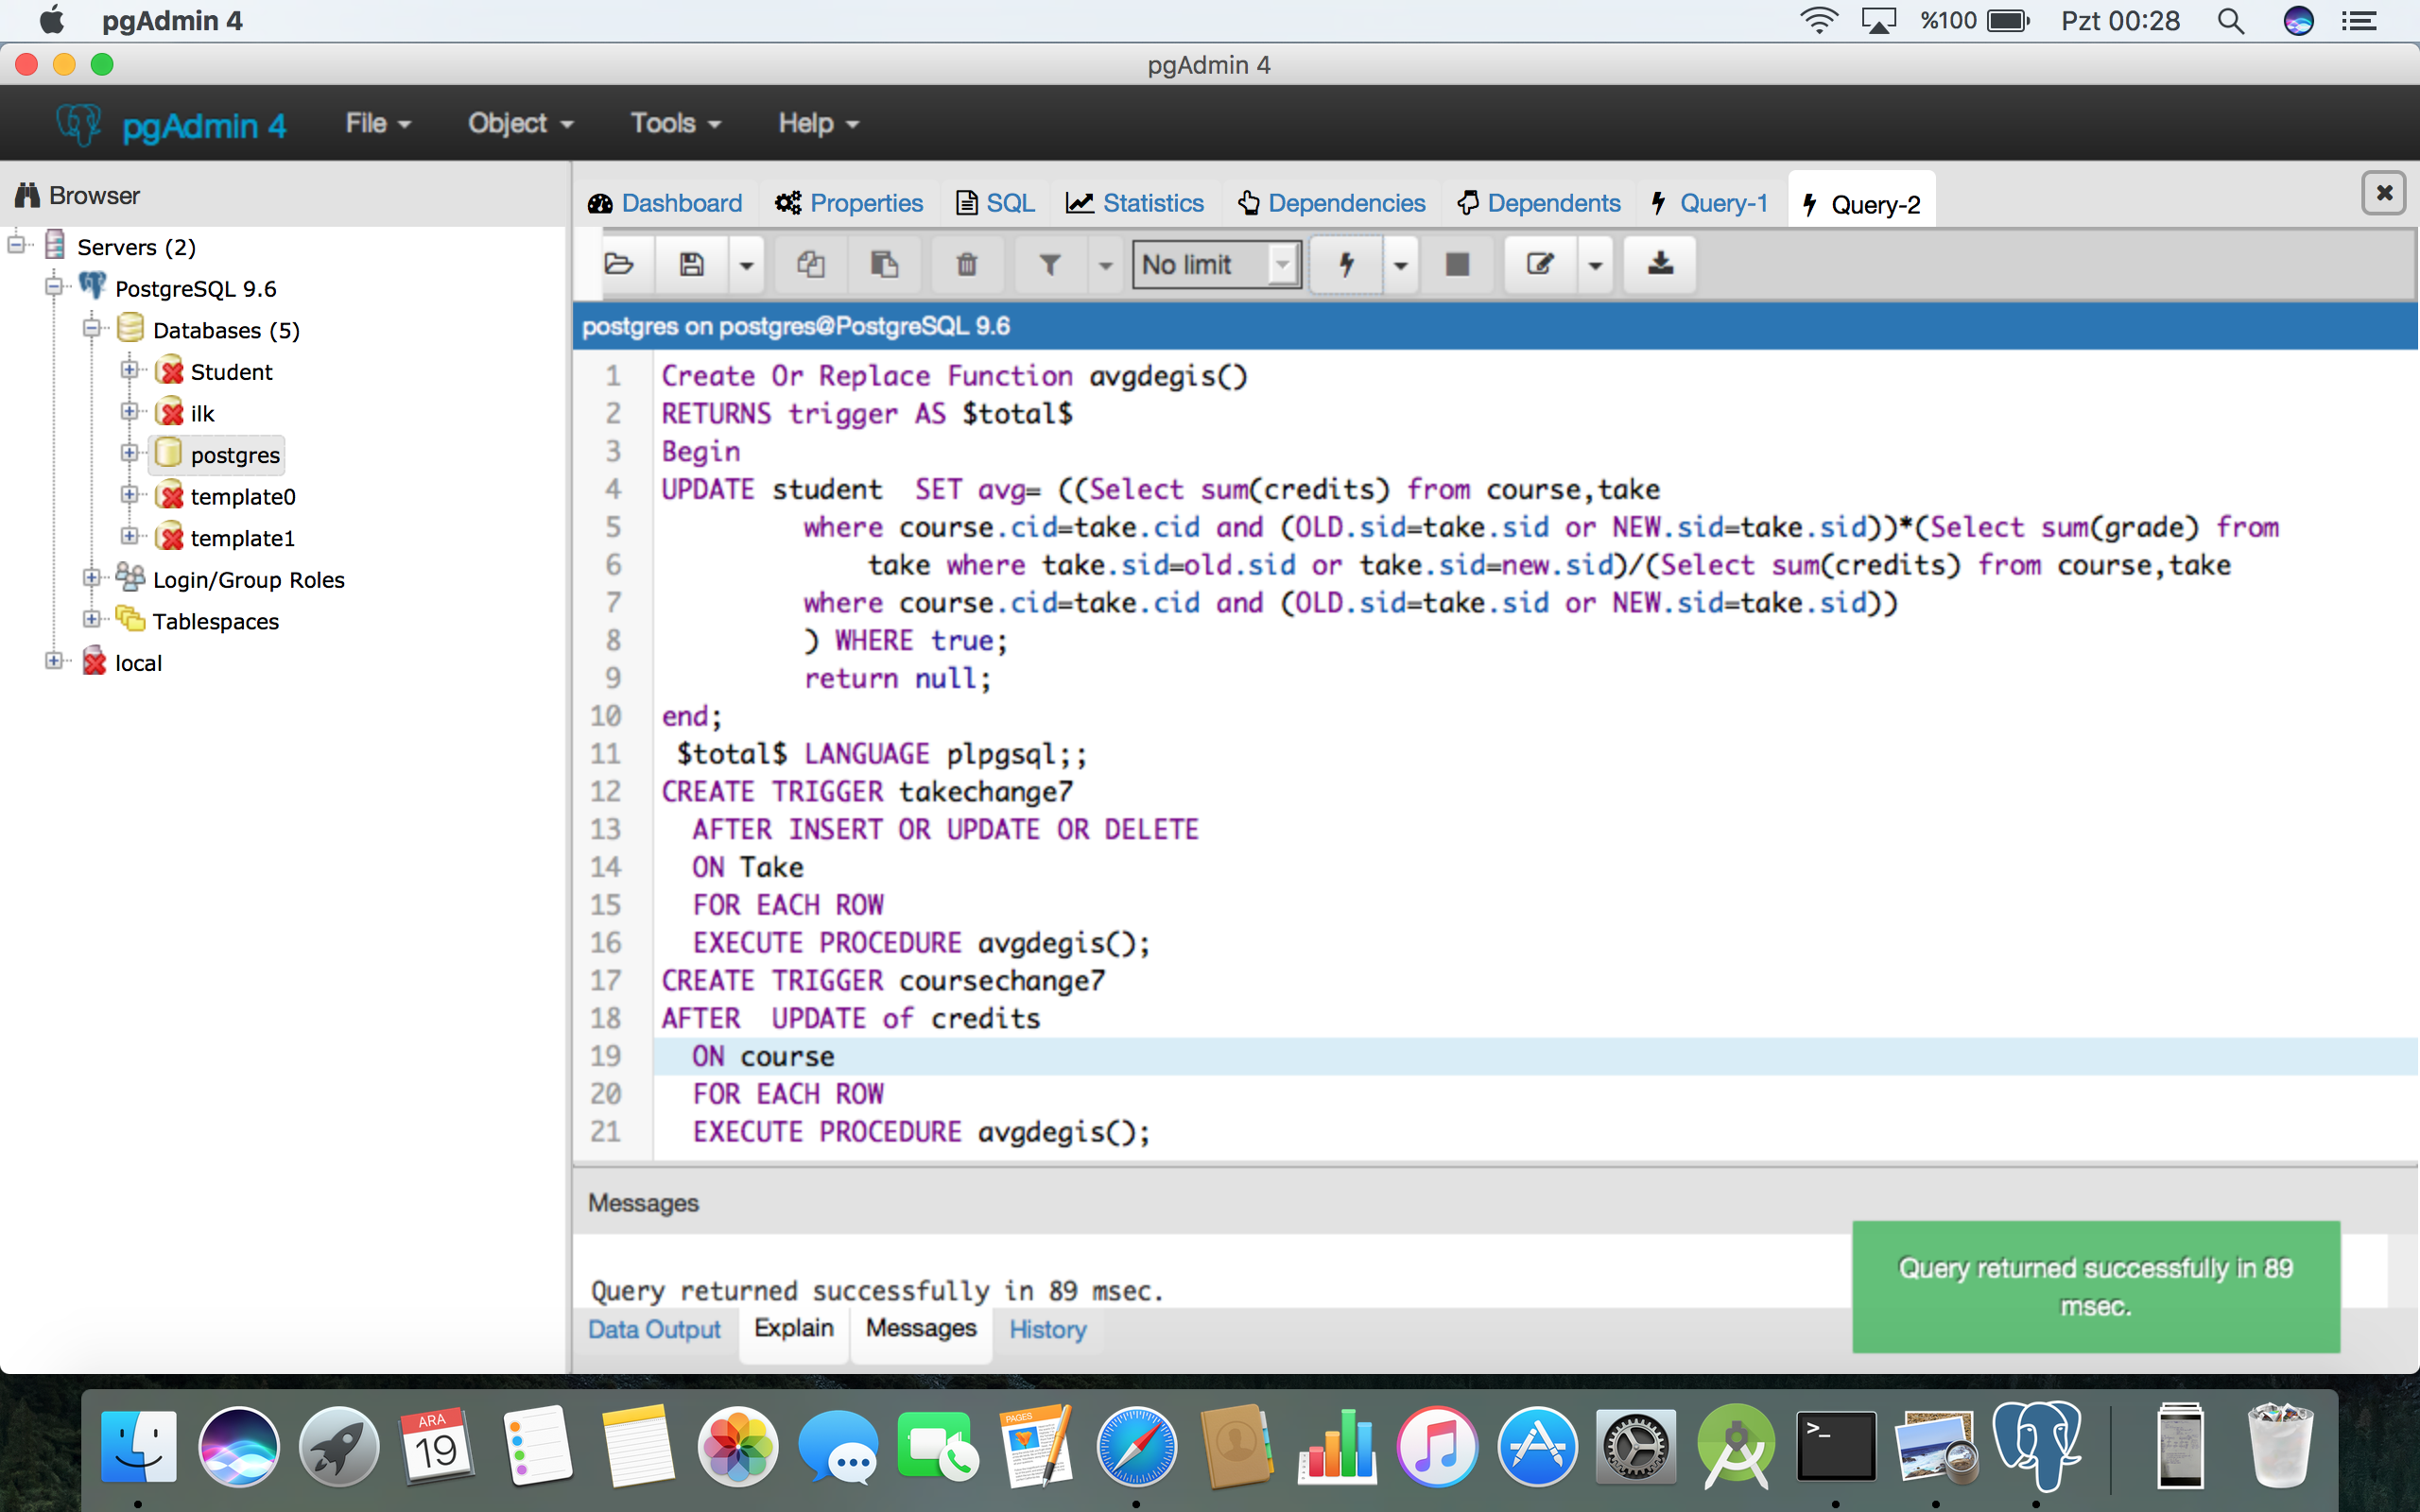 pgAdmin 4
%100
Pzt 00:28
pgAdmin 4
pgAdmin 4
File
Object
Tools
Help
Browser
Dashboard
Properties
SQL
Statistics
Dependencies
Dependents
Query-1
Query-2
Servers (2)
PostgreSQL 9.6
Databases (5)
Student
ilk
postgres
template0
template1
Login/Group Roles
Tablespaces
local
No limit
postgres on postgres@PostgreSQL 9.6
1 Create Or Replace Function avgdegis()
2 RETURNS trigger AS $total$
3 Begin
4 UPDATE student  SET avg= ((Select sum(credits) from course,take
5 where course.cid=take.cid and (OLD.sid=take.sid or NEW.sid=take.sid))*(Select sum(grade) from
6 take where take.sid=old.sid or take.sid=new.sid)/(Select sum(credits) from course,take
7 where course.cid=take.cid and (OLD.sid=take.sid or NEW.sid=take.sid))
8 ) WHERE true;
9 return null;
10 end;
11 $total$ LANGUAGE plpgsql;;
12 CREATE TRIGGER takechange7
13 AFTER INSERT OR UPDATE OR DELETE
14 ON Take
15 FOR EACH ROW
16 EXECUTE PROCEDURE avgdegis();
17 CREATE TRIGGER coursechange7
18 AFTER  UPDATE of credits
19 ON course
20 FOR EACH ROW
21 EXECUTE PROCEDURE avgdegis();
Messages
Query returned successfully in 89 msec.
Query returned successfully in 89
msec.
Data Output
Explain
Messages
History
ARA
19
PAGES
>_